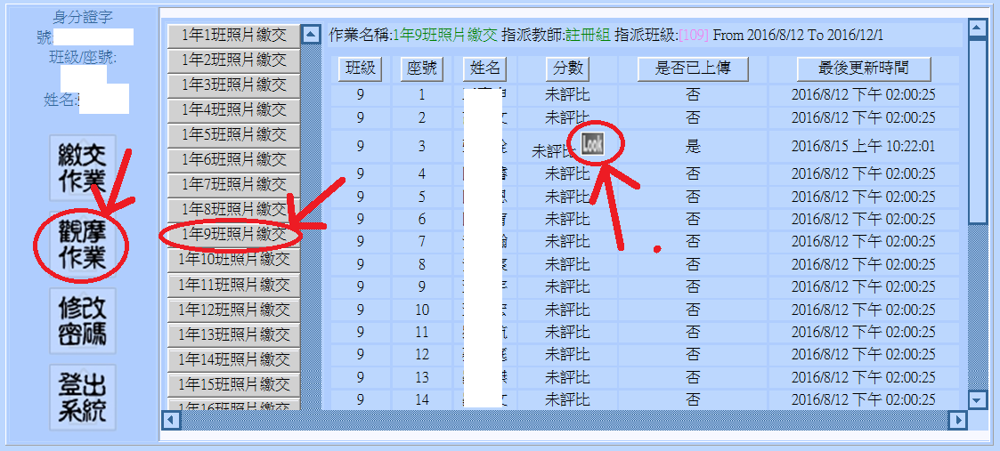 身分證字
號:
班級/座號:
姓名:
繳交
作業
觀摩
作業
修改
密碼
登出
系統
1年1班照片繳交
1年2班照片繳交
1年3班照片繳交
1年4班照片繳交
1年5班照片繳交
1年6班照片繳交
1年7班照片繳交
1年8班照片繳交
1年9班照片繳交
1年10班照片繳交
1年11班照片繳交
1年12班照片繳交
1年13班照片繳交
1年14班照片繳交
1年15班照片繳交
1年16班照片繳交
作業名稱:1年9班照片繳交 指派教師:註冊組 指派班級:[109] From 2016/8/12 To 2016/12/1
班級 座號 姓名 分數 是否已上傳 最後更新時間
9 1 未評比 否 2016/8/12 下午 02:00:25
9 2 未評比 否 2016/8/12 下午 02:00:25
9 3 未評比 Look 是 2016/8/15 上午 10:22:01
9 4 未評比 否 2016/8/12 下午 02:00:25
9 5 未評比 否 2016/8/12 下午 02:00:25
9 6 未評比 否 2016/8/12 下午 02:00:25
9 7 未評比 否 2016/8/12 下午 02:00:25
9 8 未評比 否 2016/8/12 下午 02:00:25
9 9 未評比 否 2016/8/12 下午 02:00:25
9 10 未評比 否 2016/8/12 下午 02:00:25
9 11 未評比 否 2016/8/12 下午 02:00:25
9 12 未評比 否 2016/8/12 下午 02:00:25
9 13 未評比 否 2016/8/12 下午 02:00:25
9 14 未評比 否 2016/8/12 下午 02:00:25